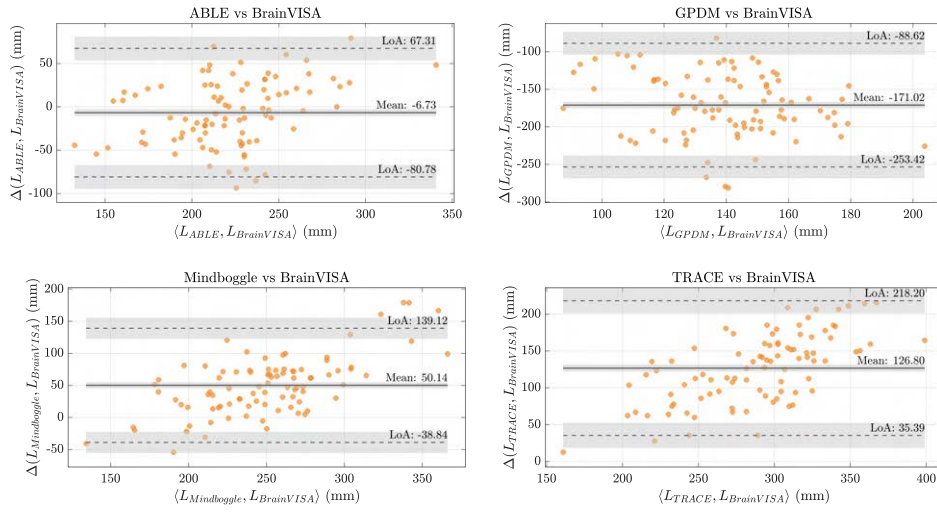 ABLE vs BrainVISA
Δ(L_ABLE, L_BrainVISA) (mm)
100
50
0
-50
-100
LoA: 67.31
Mean: -6.73
LoA: -80.78
150
200
250
300
350
⟨L_ABLE, L_BrainVISA⟩ (mm)
GPDM vs BrainVISA
Δ(L_GPDM, L_BrainVISA) (mm)
-100
-150
-200
-250
-300
LoA: -88.62
Mean: -171.02
LoA: -253.42
100
120
140
160
180
200
⟨L_GPDM, L_BrainVISA⟩ (mm)
Mindboggle vs BrainVISA
Δ(L_Mindboggle, L_BrainVISA) (mm)
200
150
100
50
0
-50
LoA: 139.12
Mean: 50.14
LoA: -38.84
150
200
250
300
350
⟨L_Mindboggle, L_BrainVISA⟩ (mm)
TRACE vs BrainVISA
Δ(L_TRACE, L_BrainVISA) (mm)
200
150
100
50
0
LoA: 218.20
Mean: 126.80
LoA: 35.39
200
250
300
350
400
⟨L_TRACE, L_BrainVISA⟩ (mm)